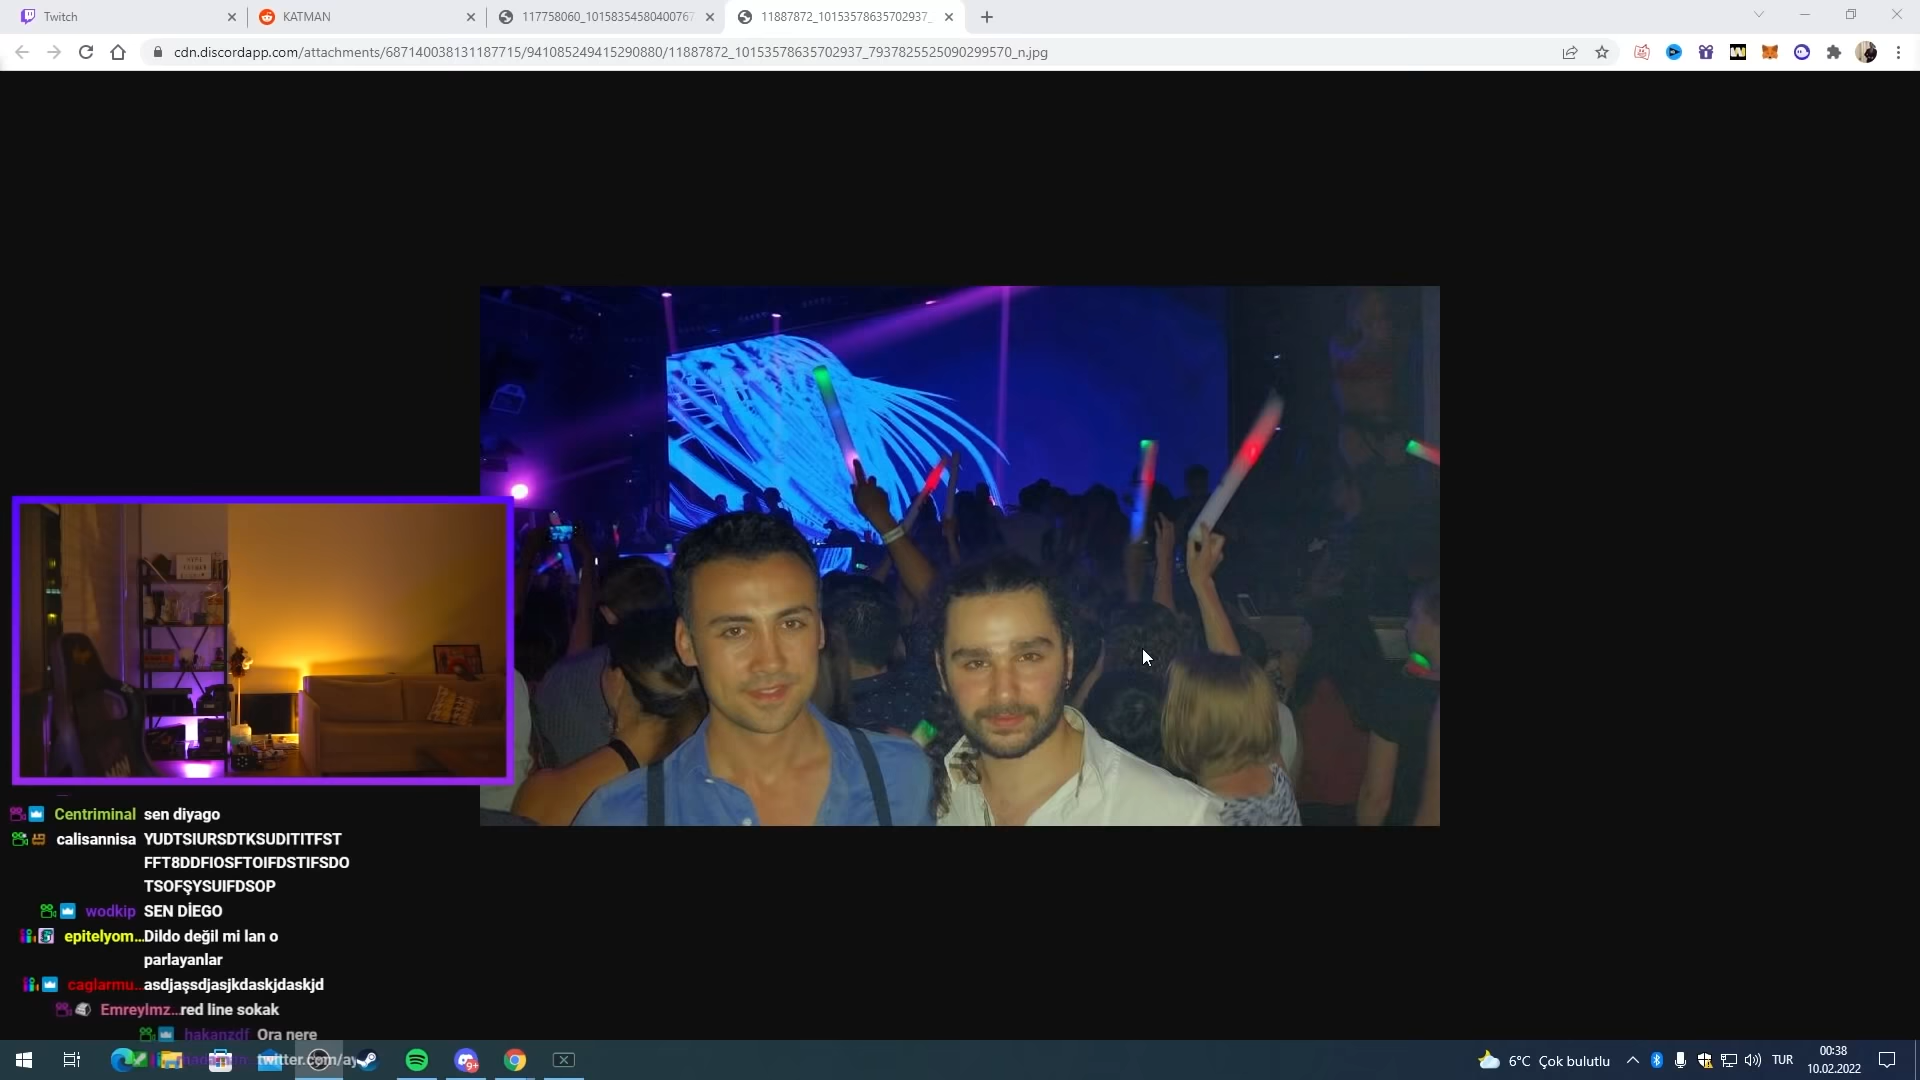 Twitch
KATMAN
117758060_10158354580400767
11887872_10153578635702937_
cdn.discordapp.com/attachments/687140038131187715/941085249415290880/11887872_10153578635702937_7937825525090299570_n.jpg
Centriminal sen diyago
calisannisa YUDTSIURSDTKSUDITITFST
FFT8DDFIOSFTOIFDSTIFSDO
TSOFŞYSUIFDSOP
wodkip SEN DİEGO
epitelyom... Dildo değil mi lan o
parlayanlar
caglarmu... asdjaşsdjasjkdaskjdaskjd
Emreylmz... red line sokak
hakanzdf Ora nere
twitter.com/ay
9+
6°C Çok bulutlu
TUR
00:38
10.02.2022